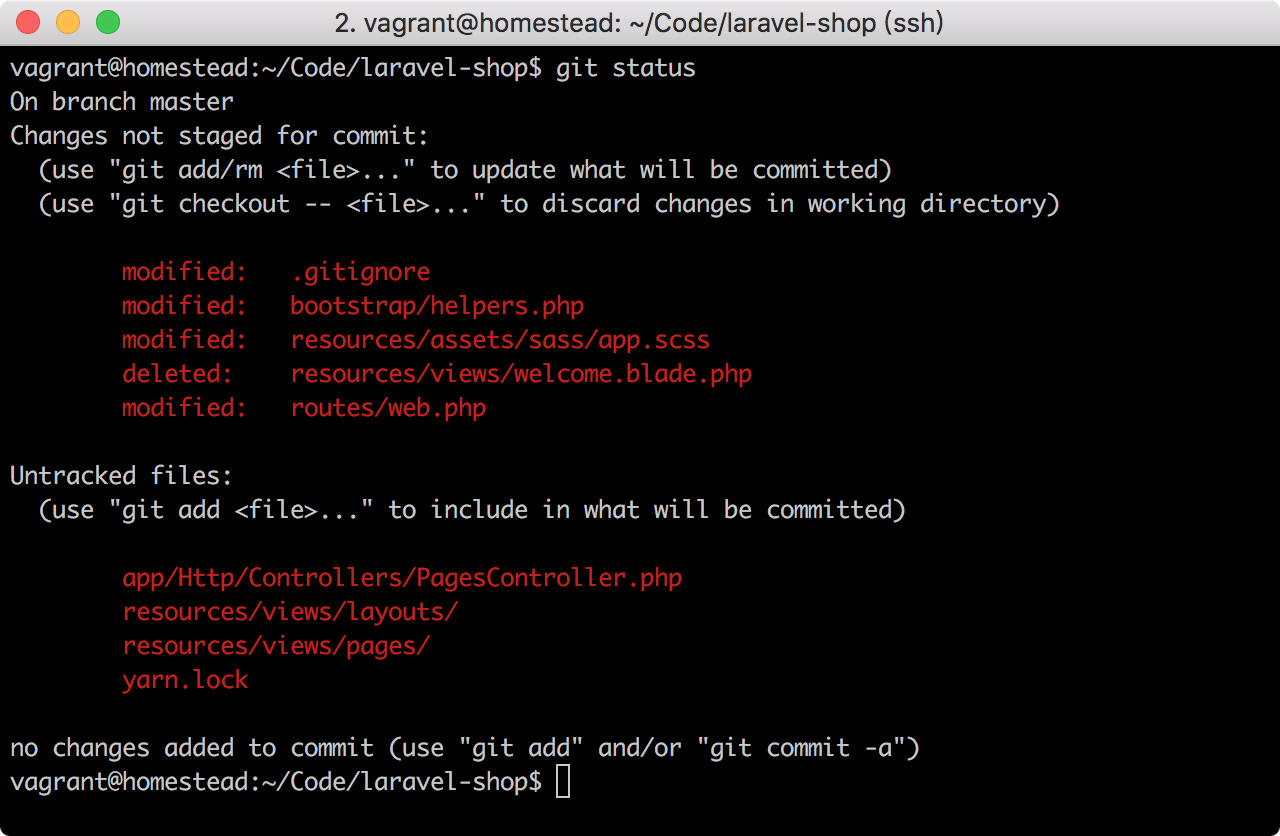 2. vagrant@homestead: ~/Code/laravel-shop (ssh)
vagrant@homestead:~/Code/laravel-shop$ git status
On branch master
Changes not staged for commit:
  (use "git add/rm <file>..." to update what will be committed)
  (use "git checkout -- <file>..." to discard changes in working directory)
        modified:   .gitignore
        modified:   bootstrap/helpers.php
        modified:   resources/assets/sass/app.scss
        deleted:    resources/views/welcome.blade.php
        modified:   routes/web.php
Untracked files:
  (use "git add <file>..." to include in what will be committed)
        app/Http/Controllers/PagesController.php
        resources/views/layouts/
        resources/views/pages/
        yarn.lock
no changes added to commit (use "git add" and/or "git commit -a")
vagrant@homestead:~/Code/laravel-shop$